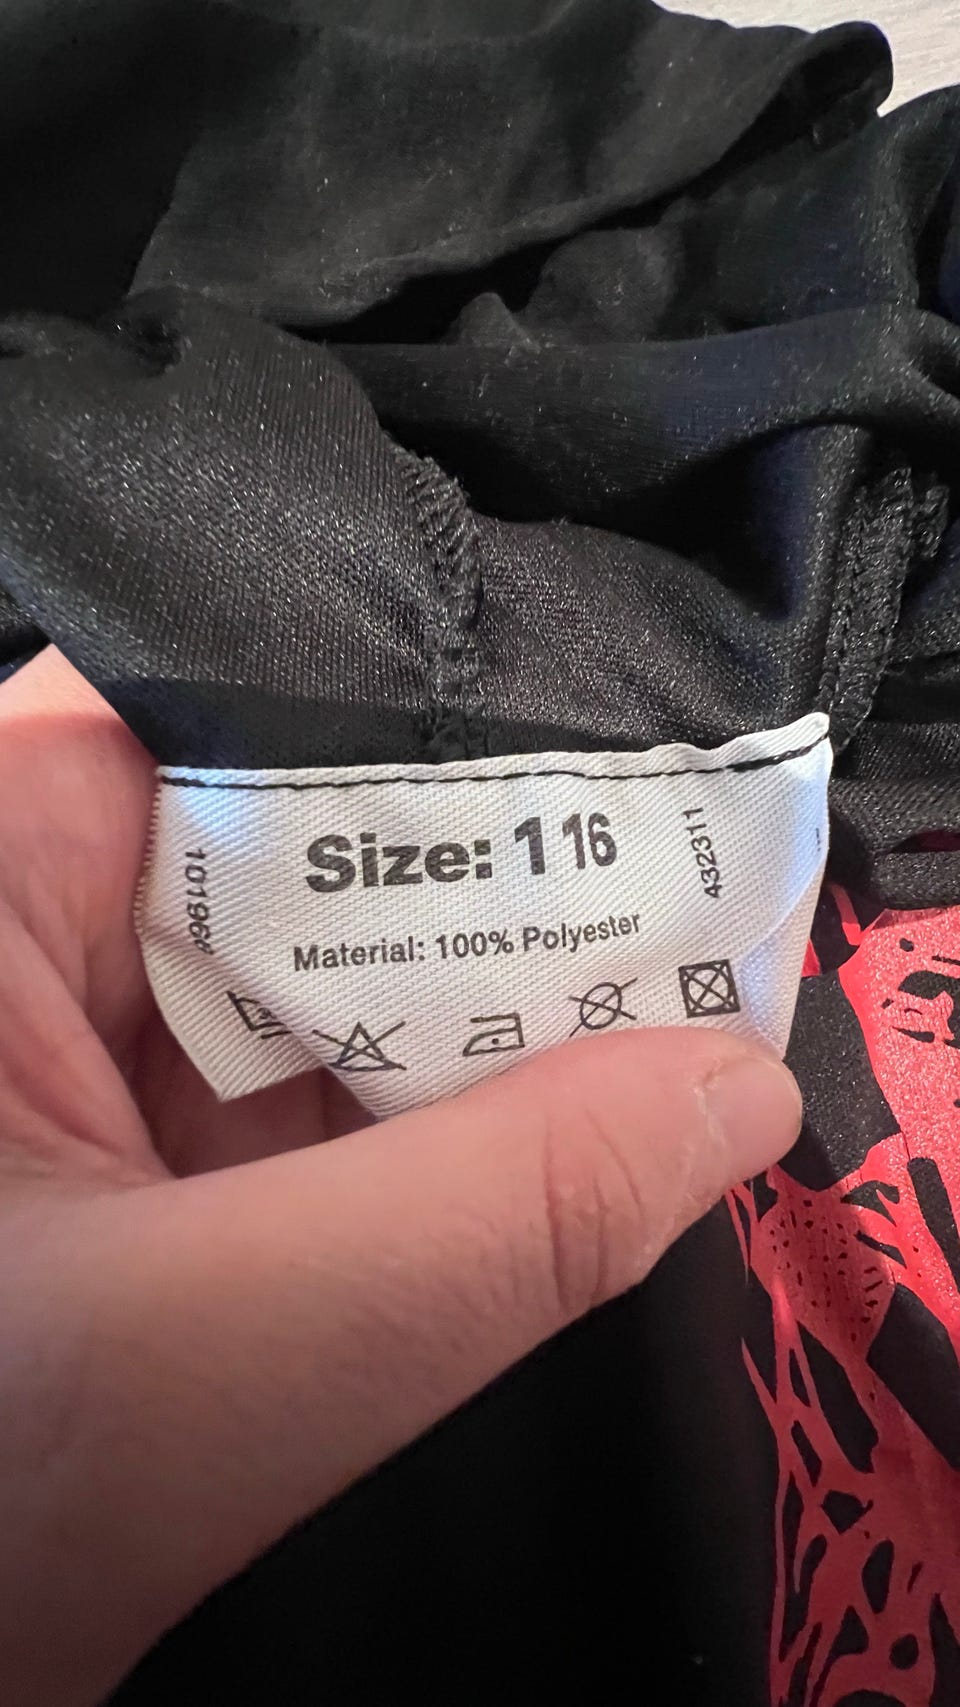 Size: 116
Material: 100% Polyester
432311